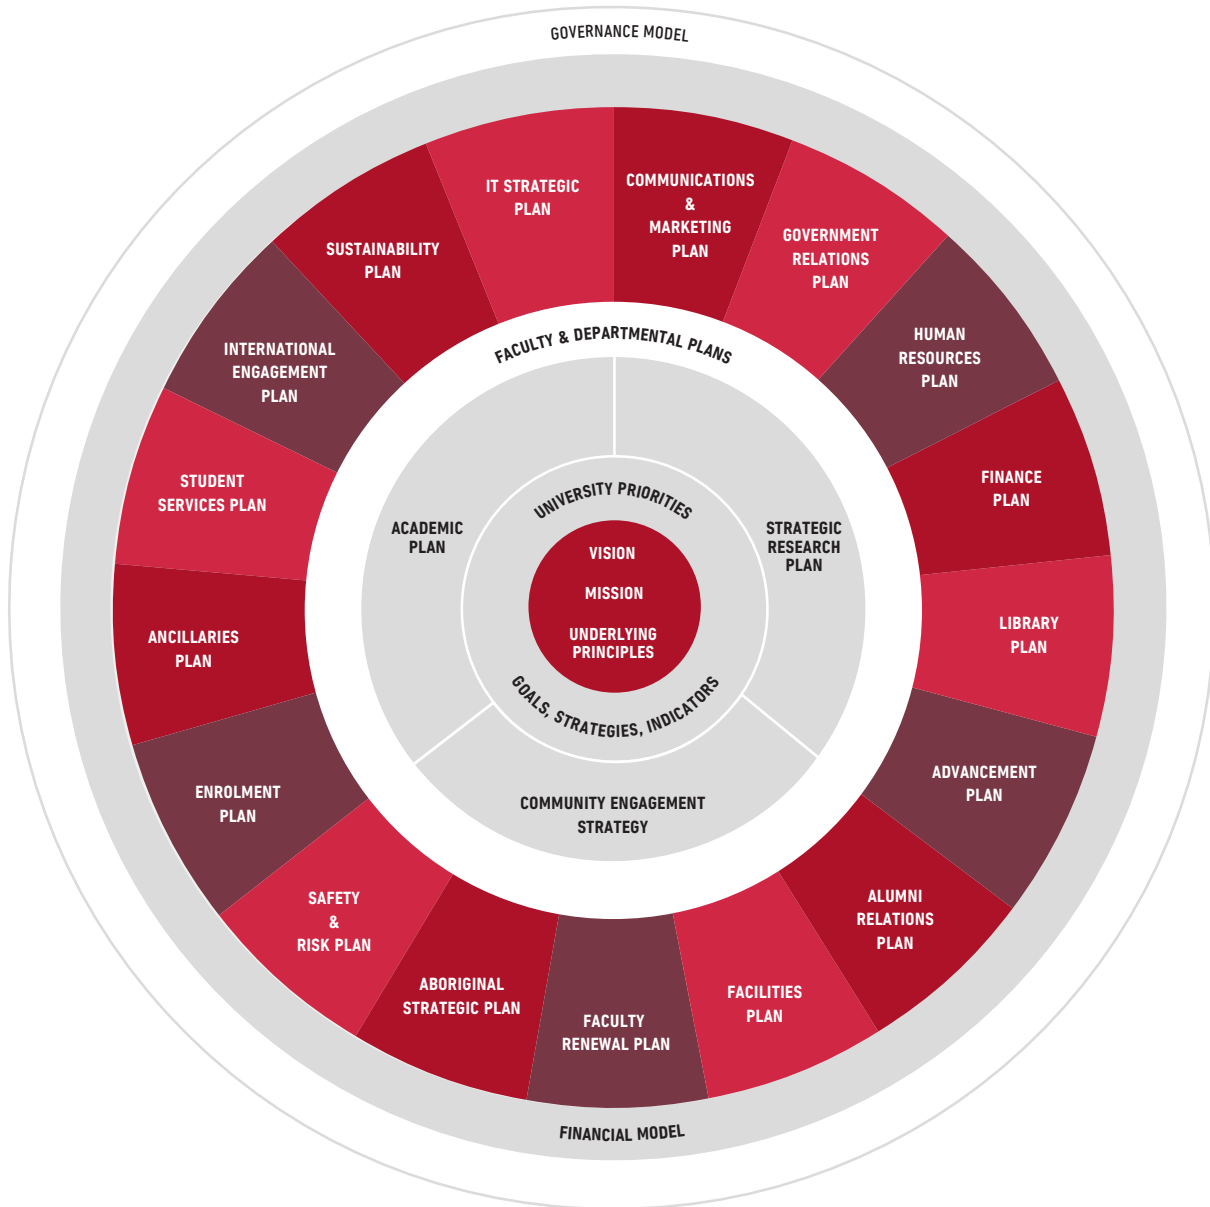 GOVERNANCE MODEL
IT STRATEGIC
PLAN
COMMUNICATIONS
&
MARKETING
PLAN
GOVERNMENT
RELATIONS
PLAN
HUMAN
RESOURCES
PLAN
FINANCE
PLAN
LIBRARY
PLAN
ADVANCEMENT
PLAN
ALUMNI
RELATIONS
PLAN
FACILITIES
PLAN
FACULTY
RENEWAL PLAN
ABORIGINAL
STRATEGIC PLAN
SAFETY
&
RISK PLAN
ENROLMENT
PLAN
ANCILLARIES
PLAN
STUDENT
SERVICES PLAN
INTERNATIONAL
ENGAGEMENT
PLAN
SUSTAINABILITY
PLAN
FACULTY & DEPARTMENTAL PLANS
ACADEMIC
PLAN
STRATEGIC
RESEARCH
PLAN
COMMUNITY ENGAGEMENT
STRATEGY
UNIVERSITY PRIORITIES
VISION
MISSION
UNDERLYING
PRINCIPLES
GOALS, STRATEGIES, INDICATORS
FINANCIAL MODEL